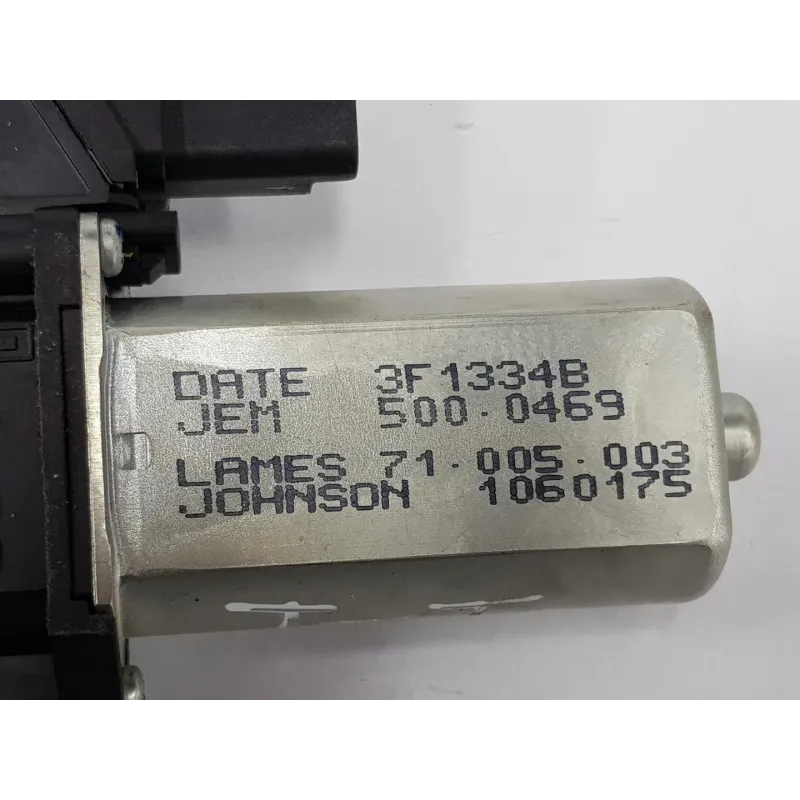 DATE 3F1334B
JEM 500.0469
LAMES 71.005.003
JOHNSON 1060175